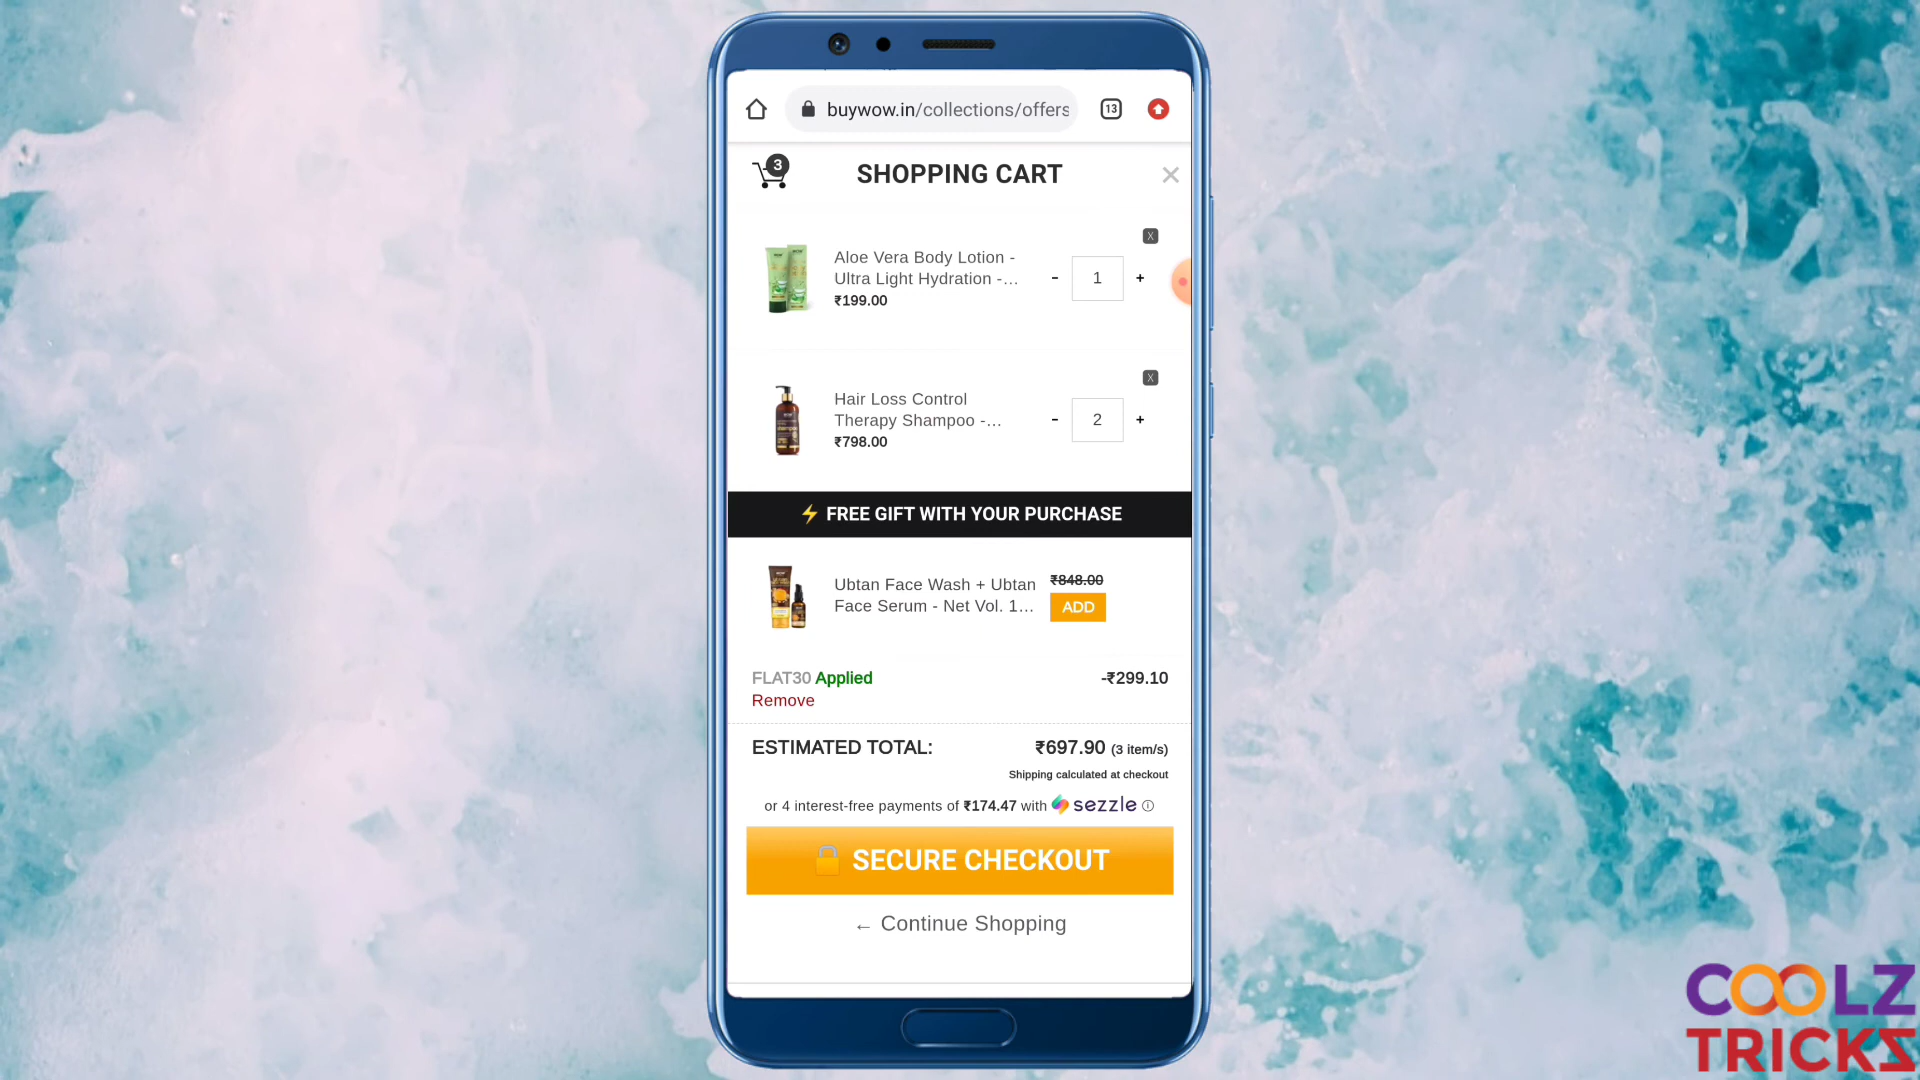 13
buywow.in/collections/offers
3
SHOPPING CART
X
Aloe Vera Body Lotion -
Ultra Light Hydration -...
₹199.00
- 1 +
X
Hair Loss Control
Therapy Shampoo -...
₹798.00
- 2 +
⚡ FREE GIFT WITH YOUR PURCHASE
Ubtan Face Wash + Ubtan
Face Serum - Net Vol. 1...
₹848.00
ADD
FLAT30 Applied -₹299.10
Remove
ESTIMATED TOTAL: ₹697.90 (3 item/s)
Shipping calculated at checkout
or 4 interest-free payments of ₹174.47 with sezzle ⓘ
🔒 SECURE CHECKOUT
← Continue Shopping
COOLZ
TRICKS